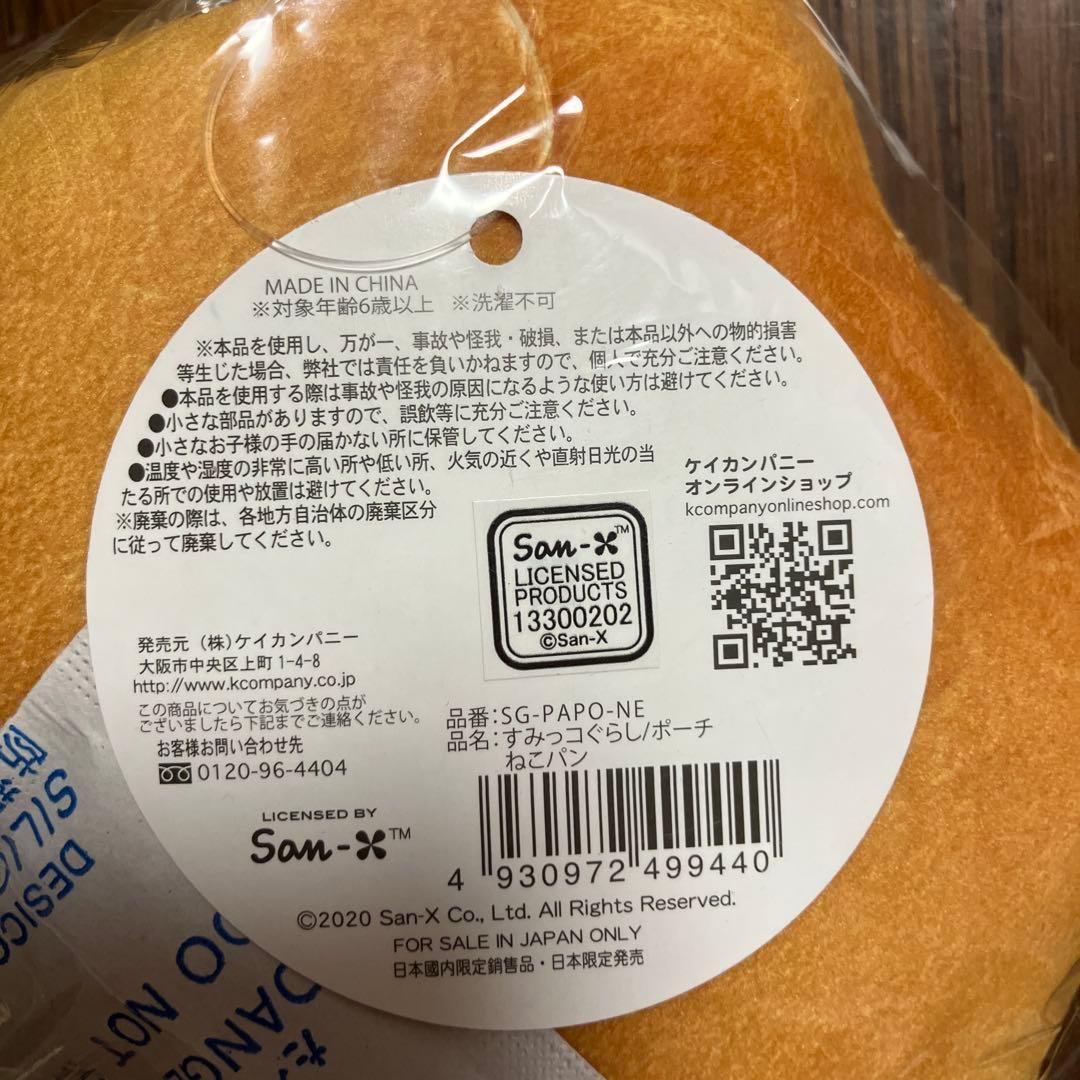 MADE IN CHINA
※対象年齢6歳以上 ※洗濯不可
※本品を使用し、万が一、事故や怪我・破損、または本品以外への物的損害
等生じた場合、弊社では責任を負いかねますので、個人で充分ご注意ください。
●本品を使用する際は事故や怪我の原因になるような使い方は避けてください。
●小さな部品がありますので、誤飲等に充分ご注意ください。
●小さなお子様の手の届かない所に保管してください。
●温度や湿度の非常に高い所や低い所、火気の近くや直射日光の当
たる所での使用や放置は避けてください。
※廃棄の際は、各地方自治体の廃棄区分
に従って廃棄してください。
ケイカンパニー
オンラインショップ
kcompanyonlineshop.com
San-X™
LICENSED
PRODUCTS
13300202
©San-X
発売元 (株)ケイカンパニー
大阪市中央区上町 1-4-8
http://www.kcompany.co.jp
この商品についてお気づきの点が
ございましたら下記までご連絡ください。
お客様お問い合わせ先
0120-96-4404
品番:SG-PAPO-NE
品名:すみっコぐらし/ポーチ
ねこパン
LICENSED BY
San-X™
4 930972 499440
©2020 San-X Co., Ltd. All Rights Reserved.
FOR SALE IN JAPAN ONLY
日本國内限定銷售品・日本限定発売
DO NOT